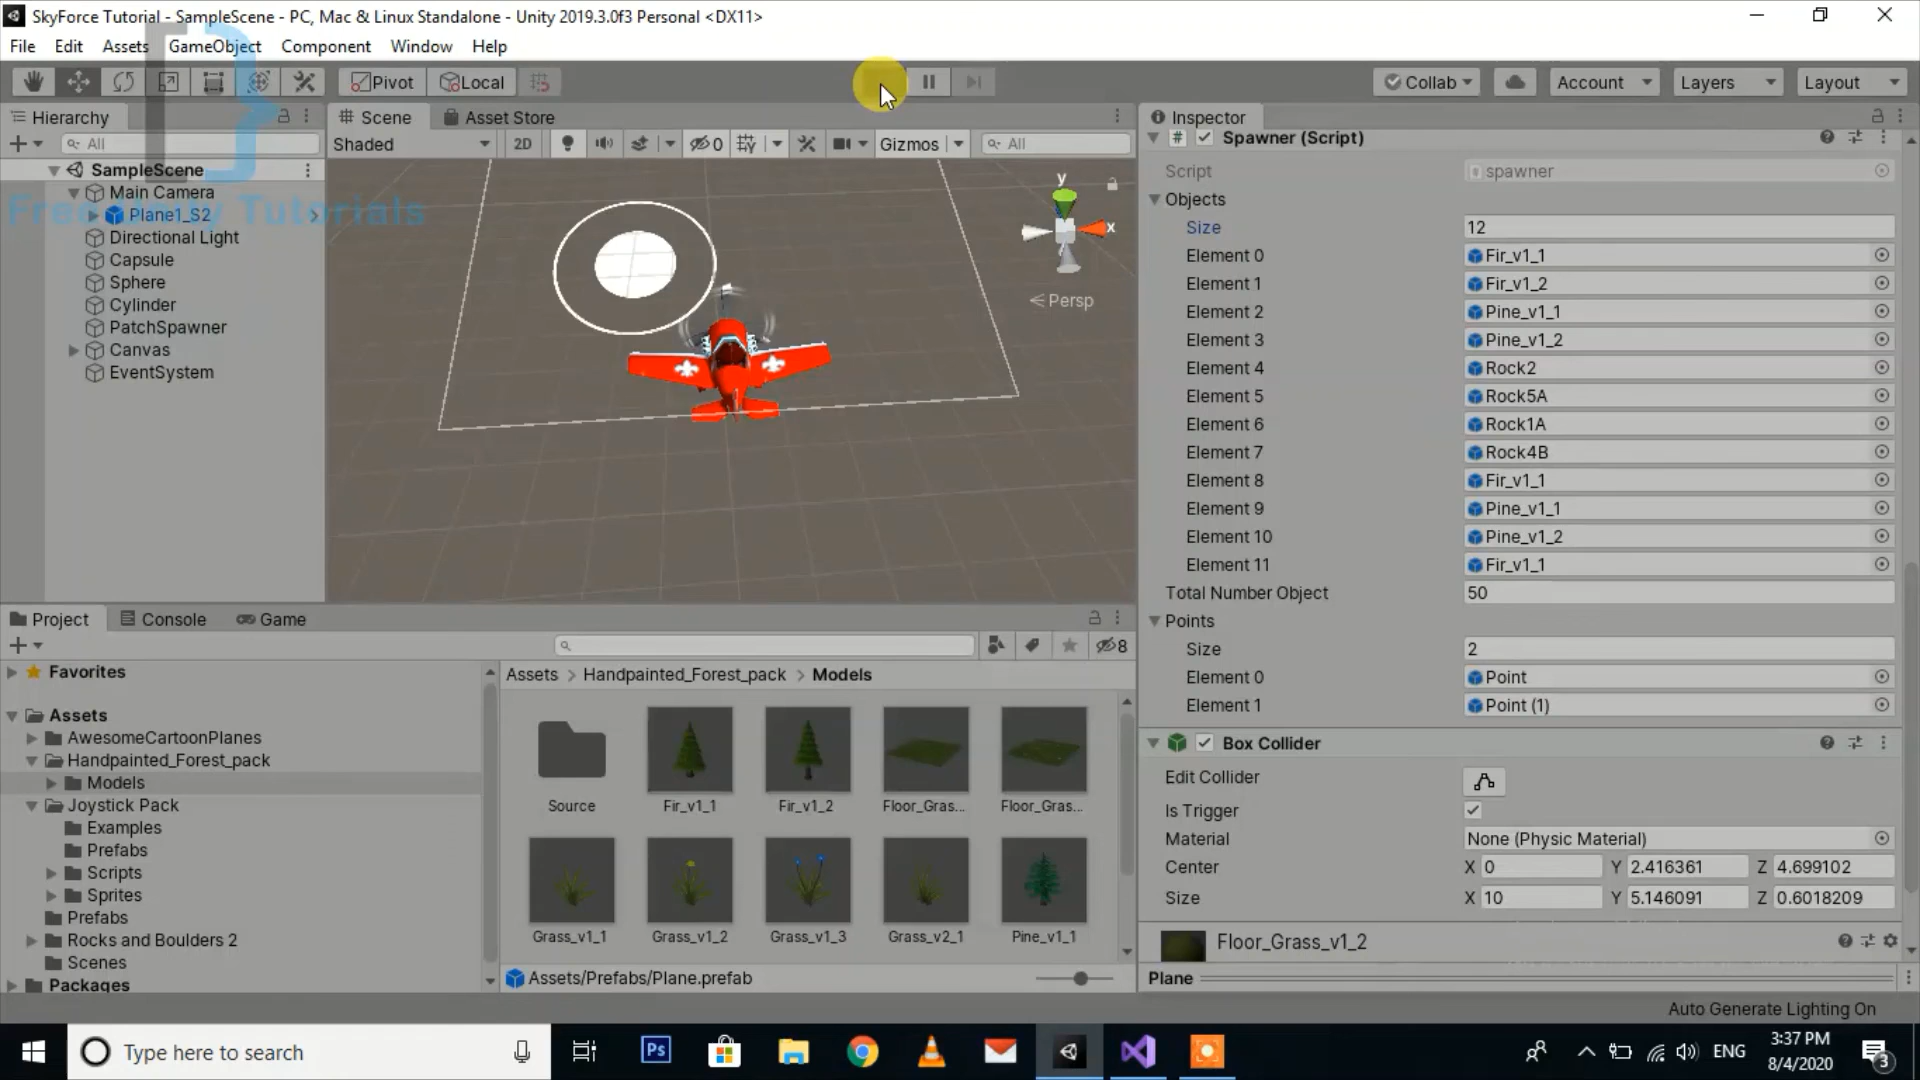 SkyForce Tutorial - SampleScene - PC, Mac & Linux Standalone - Unity 2019.3.0f3 Personal <DX11>
File Edit Assets GameObject Component Window Help
Pivot Local Collab Account Layers Layout
Hierarchy
All
SampleScene
Main Camera
Plane1_S2
Directional Light
Capsule
Sphere
Cylinder
PatchSpawner
Canvas
EventSystem
Free Unity Tutorials
Scene Asset Store
Shaded 2D 0 Gizmos All
y
x
Persp
Inspector
Spawner (Script)
Script spawner
Objects
Size 12
Element 0 Fir_v1_1
Element 1 Fir_v1_2
Element 2 Pine_v1_1
Element 3 Pine_v1_2
Element 4 Rock2
Element 5 Rock5A
Element 6 Rock1A
Element 7 Rock4B
Element 8 Fir_v1_1
Element 9 Pine_v1_1
Element 10 Pine_v1_2
Element 11 Fir_v1_1
Total Number Object 50
Points
Size 2
Element 0 Point
Element 1 Point (1)
Box Collider
Edit Collider
Is Trigger
Material None (Physic Material)
Center X 0 Y 2.416361 Z 4.699102
Size X 10 Y 5.146091 Z 0.6018209
Floor_Grass_v1_2
Plane
Project Console Game
8
Favorites
Assets
AwesomeCartoonPlanes
Handpainted_Forest_pack
Models
Joystick Pack
Examples
Prefabs
Scripts
Sprites
Prefabs
Rocks and Boulders 2
Scenes
Packages
Assets > Handpainted_Forest_pack > Models
Source Fir_v1_1 Fir_v1_2 Floor_Gras... Floor_Gras...
Grass_v1_1 Grass_v1_2 Grass_v1_3 Grass_v2_1 Pine_v1_1
Assets/Prefabs/Plane.prefab
Auto Generate Lighting On
Type here to search
Ps
ENG
3:37 PM
8/4/2020
3